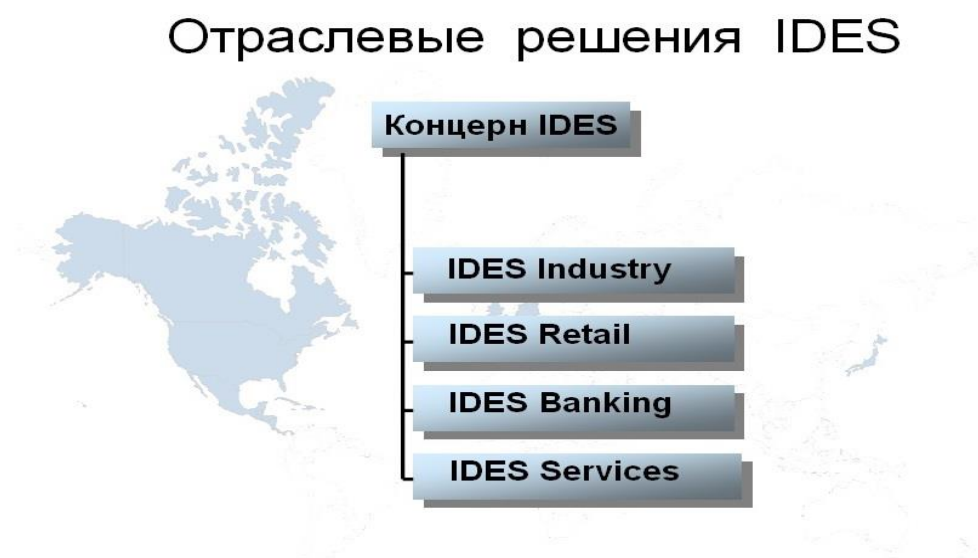 Отраслевые решения IDES
Концерн IDES
IDES Industry
IDES Retail
IDES Banking
IDES Services